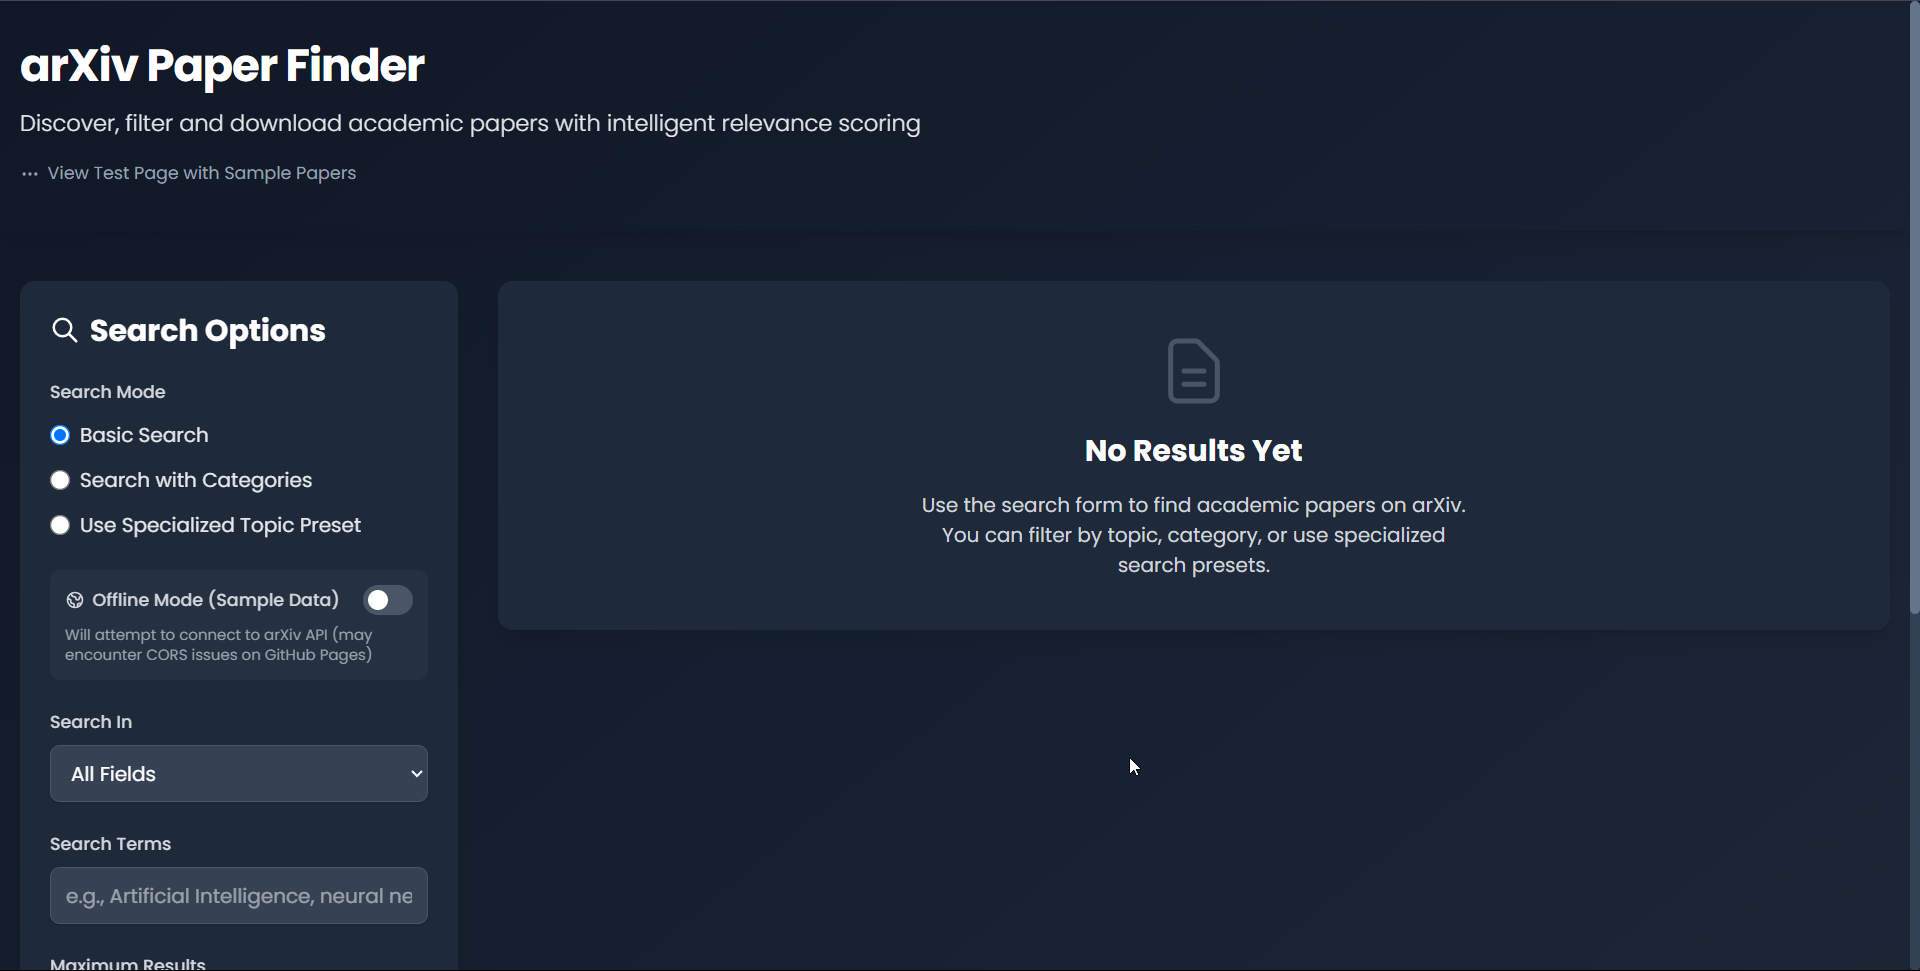 arXiv Paper Finder
Discover, filter and download academic papers with intelligent relevance scoring
View Test Page with Sample Papers
Search Options
Search Mode
Basic Search
Search with Categories
Use Specialized Topic Preset
Offline Mode (Sample Data)
Will attempt to connect to arXiv API (may
encounter CORS issues on GitHub Pages)
Search In
All Fields
Search Terms
e.g., Artificial Intelligence, neural ne
Maximum Results
No Results Yet
Use the search form to find academic papers on arXiv.
You can filter by topic, category, or use specialized
search presets.